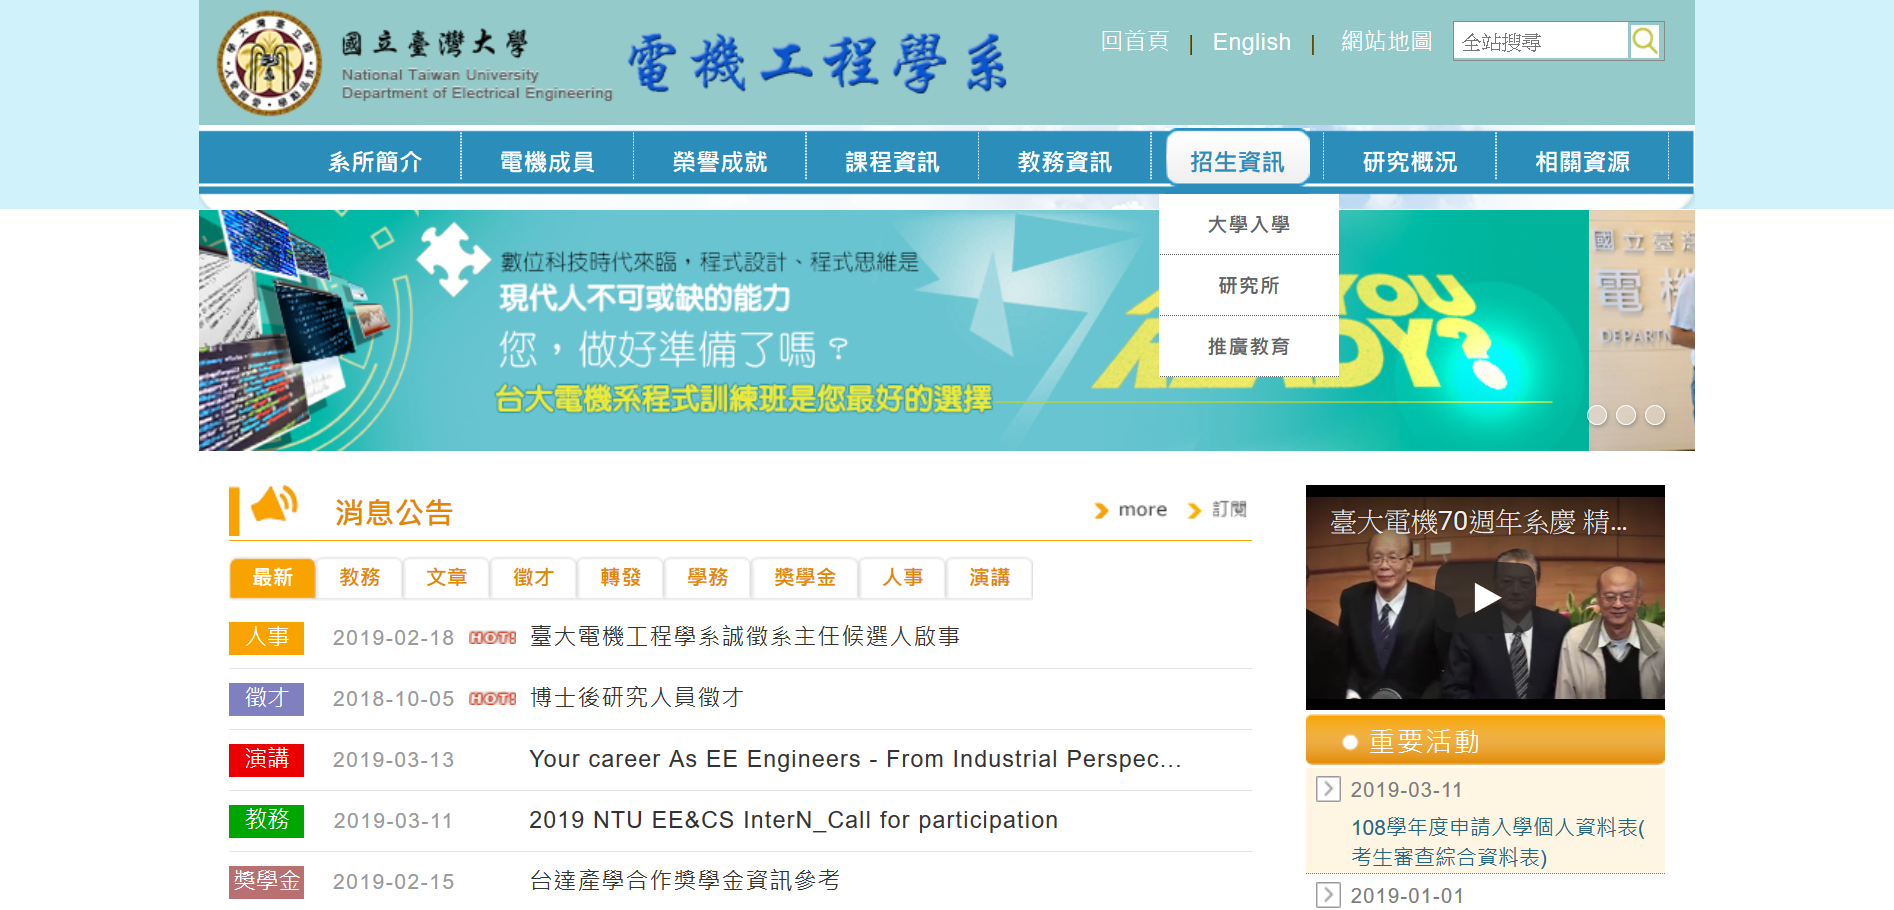 國立臺灣大學
National Taiwan University
Department of Electrical Engineering
電機工程學系
回首頁 | English | 網站地圖
全站搜尋
系所簡介 電機成員 榮譽成就 課程資訊 教務資訊 招生資訊 研究概況 相關資源
大學入學
研究所
推廣教育
數位科技時代來臨，程式設計、程式思維是
現代人不可或缺的能力
您，做好準備了嗎？
台大電機系程式訓練班是您最好的選擇
YOU
READY?
國立臺灣
電機
DEPARTM
消息公告
more 訂閱
最新 教務 文章 徵才 轉發 學務 獎學金 人事 演講
人事 2019-02-18 HOT! 臺大電機工程學系誠徵系主任候選人啟事
徵才 2018-10-05 HOT! 博士後研究人員徵才
演講 2019-03-13 Your career As EE Engineers - From Industrial Perspec...
教務 2019-03-11 2019 NTU EE&CS InterN_Call for participation
獎學金 2019-02-15 台達產學合作獎學金資訊參考
臺大電機70週年系慶 精...
重要活動
2019-03-11
108學年度申請入學個人資料表(
考生審查綜合資料表)
2019-01-01